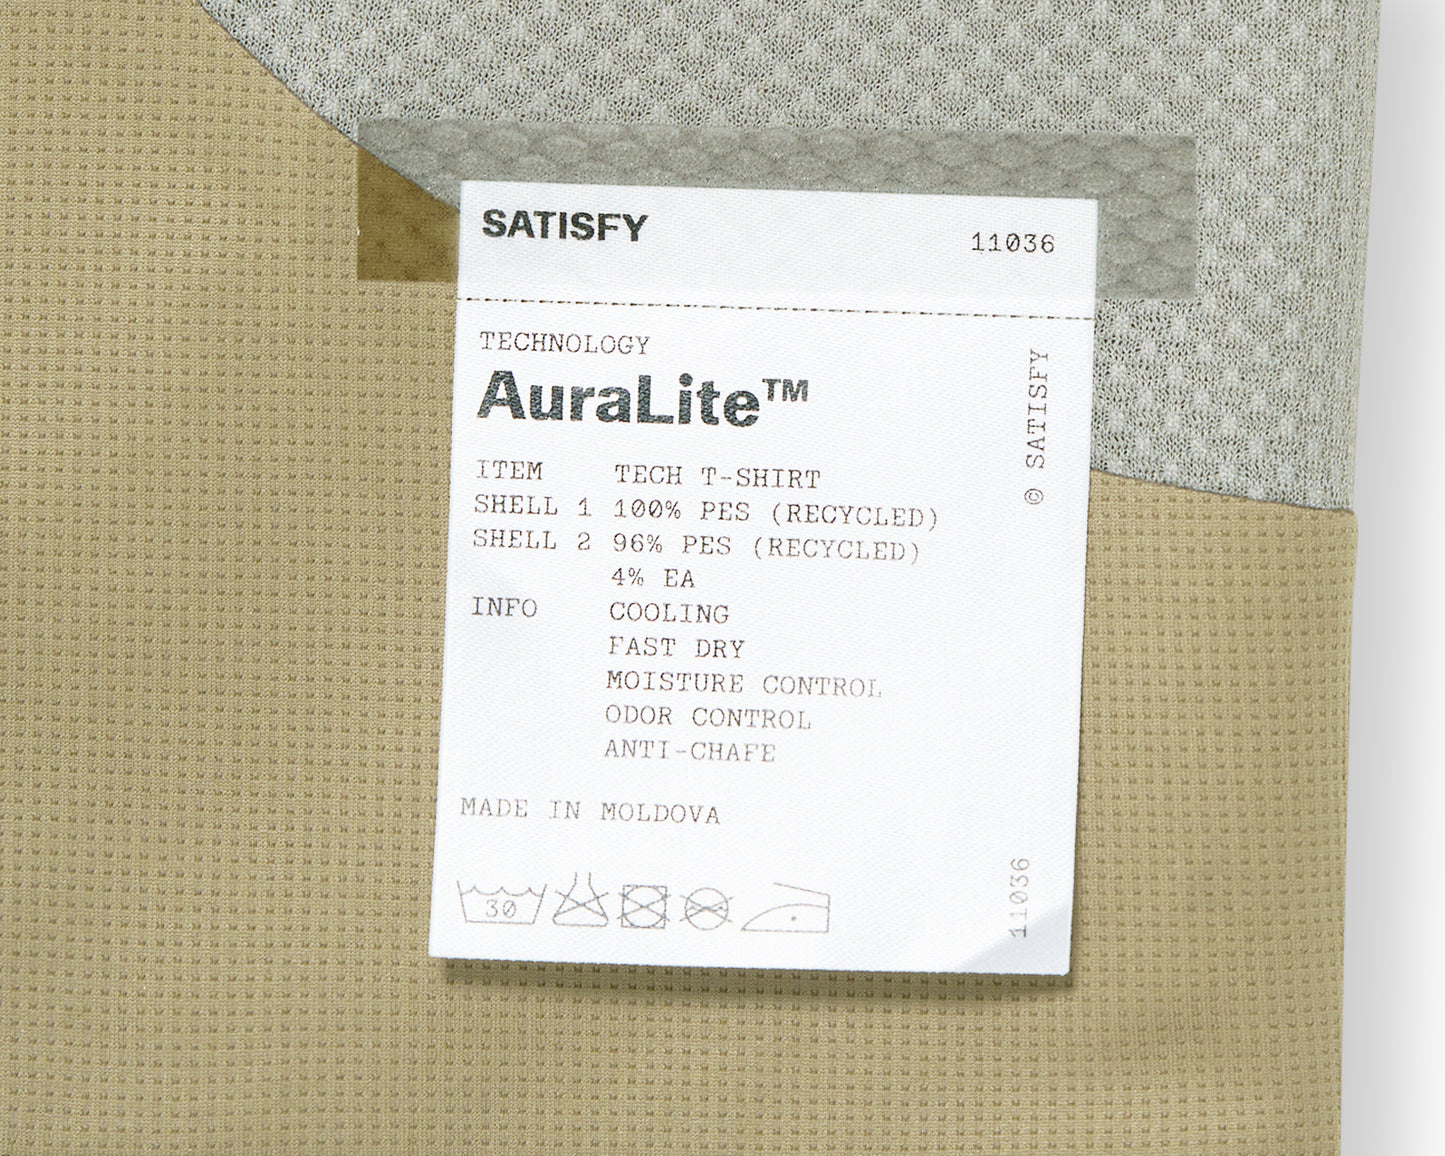 SATISFY
11036
TECHNOLOGY
AuraLite™
© SATISFY
ITEM TECH T-SHIRT
SHELL 1 100% PES (RECYCLED)
SHELL 2 96% PES (RECYCLED)
4% EA
INFO COOLING
FAST DRY
MOISTURE CONTROL
ODOR CONTROL
ANTI-CHAFE
MADE IN MOLDOVA
30
11036